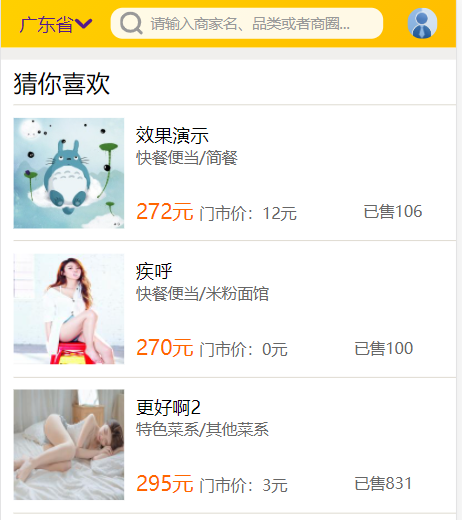 广东省
请输入商家名、品类或者商圈...
猜你喜欢
效果演示
快餐便当/简餐
272元 门市价：12元 已售106
疾呼
快餐便当/米粉面馆
270元 门市价：0元 已售100
更好啊2
特色菜系/其他菜系
295元 门市价：3元 已售831